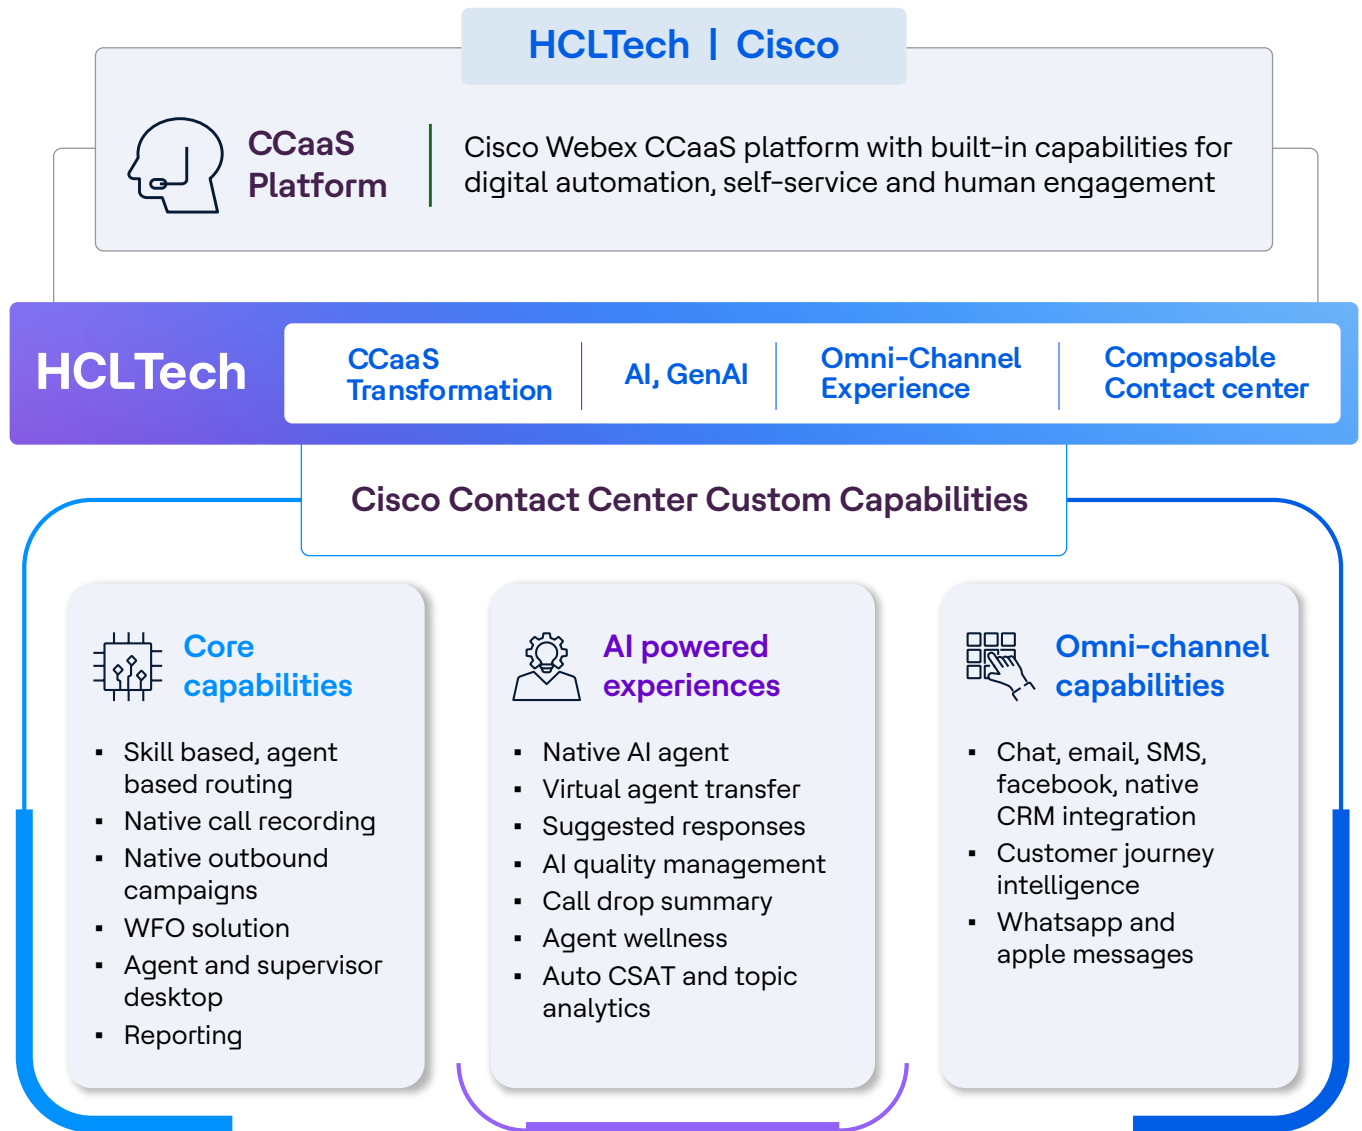 HCLTech | Cisco
CCaaS
Platform
Cisco Webex CCaaS platform with built-in capabilities for
digital automation, self-service and human engagement
HCLTech
CCaaS
Transformation
AI, GenAI
Omni-Channel
Experience
Composable
Contact center
Cisco Contact Center Custom Capabilities
Core
capabilities
▪ Skill based, agent
based routing
▪ Native call recording
▪ Native outbound
campaigns
▪ WFO solution
▪ Agent and supervisor
desktop
▪ Reporting
AI powered
experiences
▪ Native AI agent
▪ Virtual agent transfer
▪ Suggested responses
▪ AI quality management
▪ Call drop summary
▪ Agent wellness
▪ Auto CSAT and topic
analytics
Omni-channel
capabilities
▪ Chat, email, SMS,
facebook, native
CRM integration
▪ Customer journey
intelligence
▪ Whatsapp and
apple messages